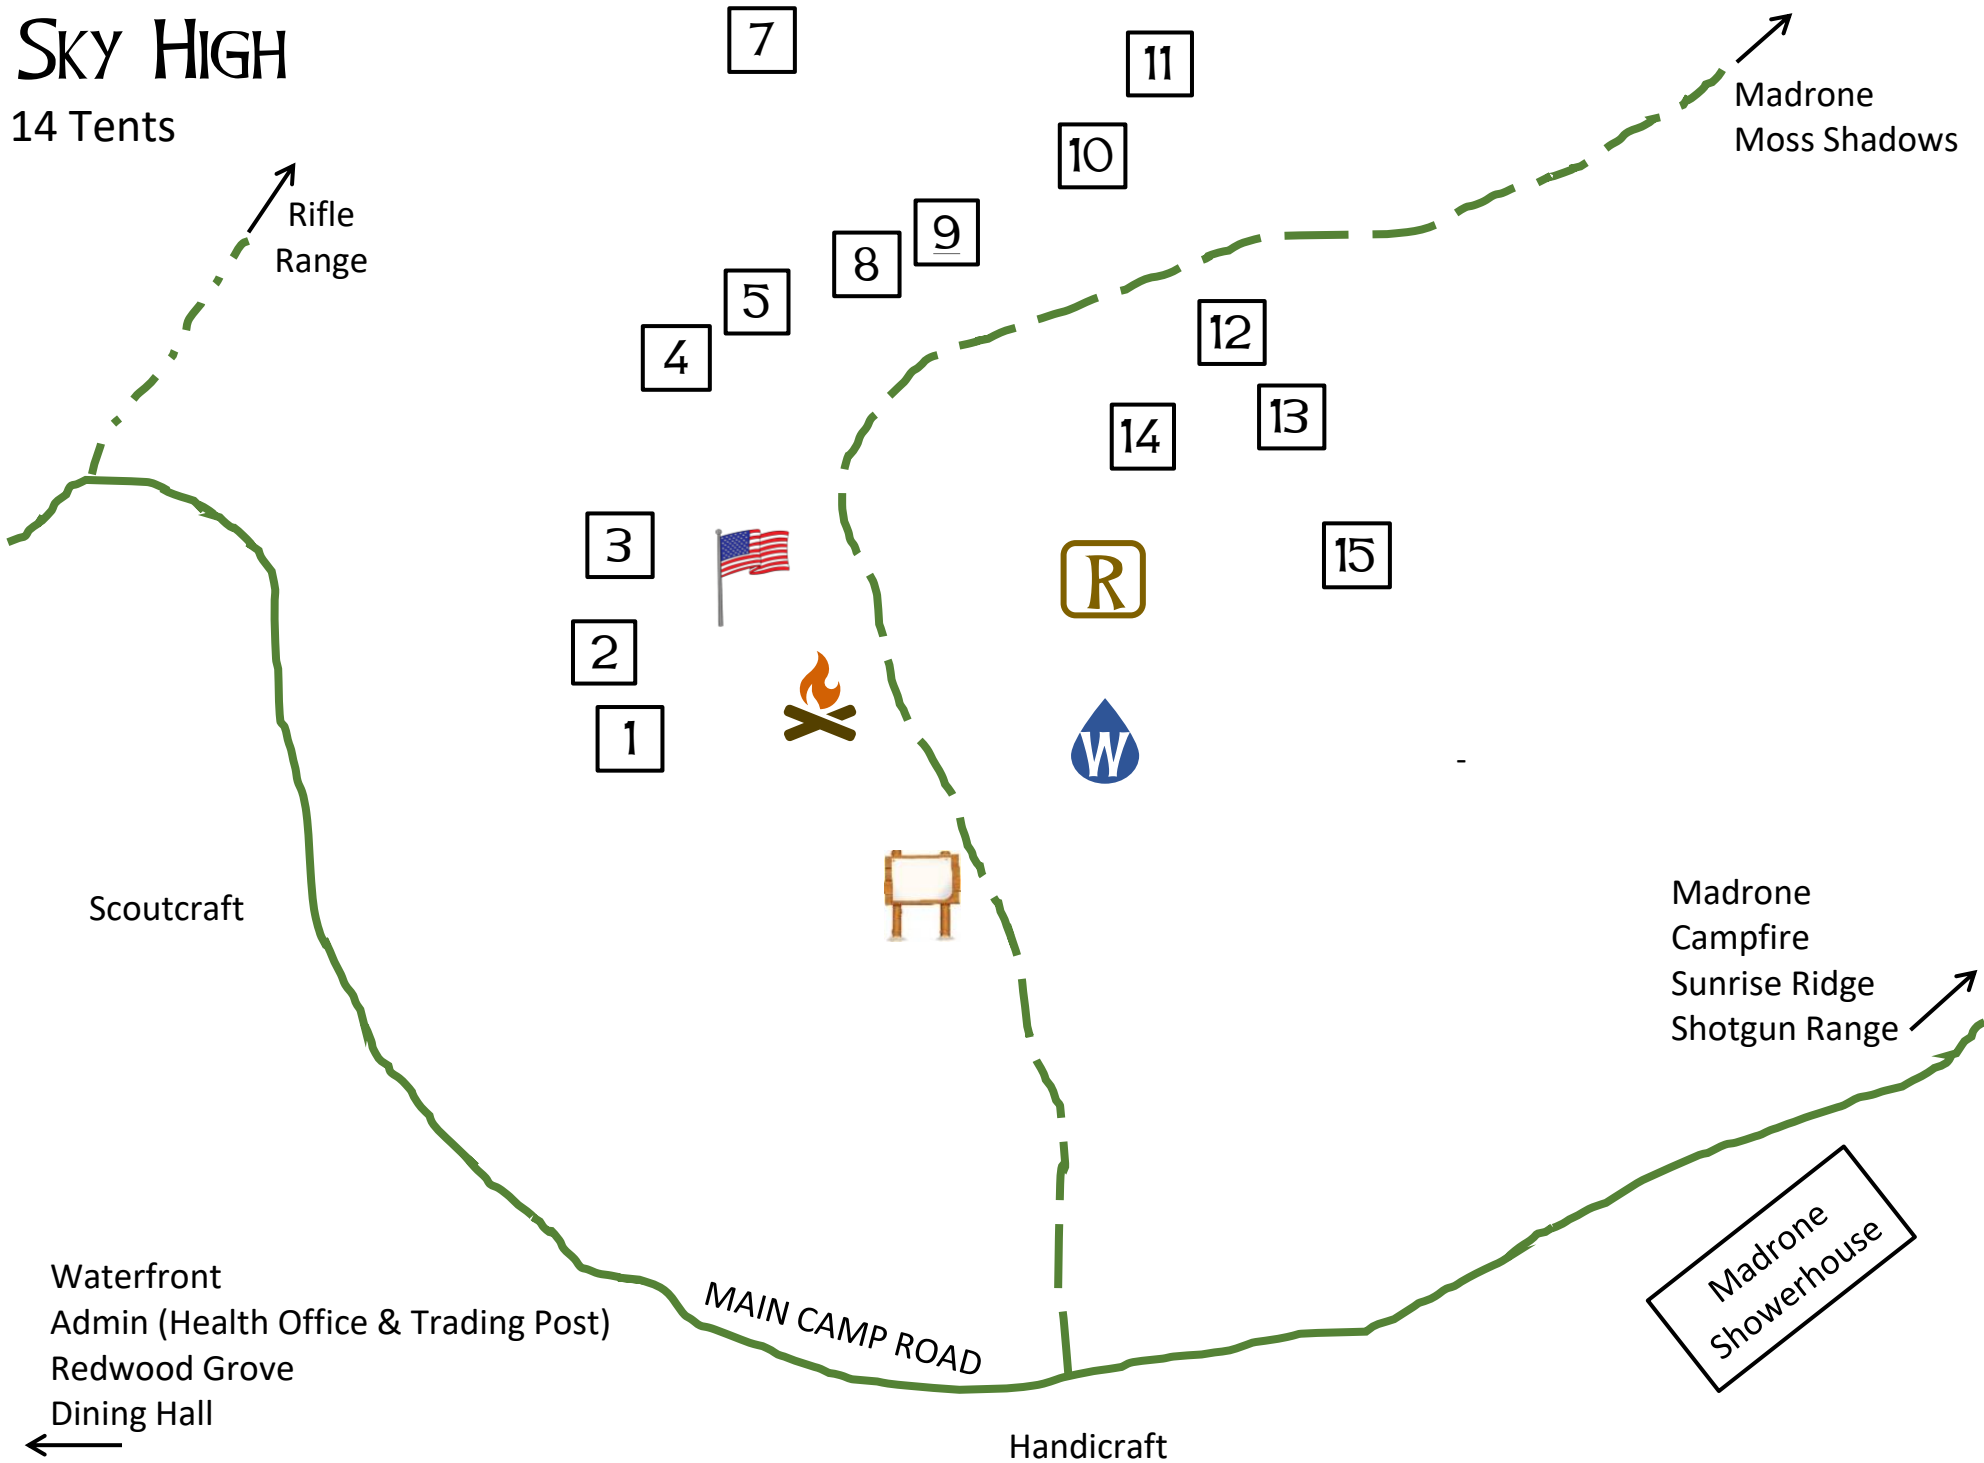 SKY HIGH
14 Tents
7
11
10
Madrone
Moss Shadows
Rifle
Range
9
8
5
4
12
13
14
3
R
15
2
1
W
-
Scoutcraft
Madrone
Campfire
Sunrise Ridge
Shotgun Range
Madrone
Showerhouse
Waterfront
Admin (Health Office & Trading Post)
Redwood Grove
Dining Hall
MAIN CAMP ROAD
Handicraft